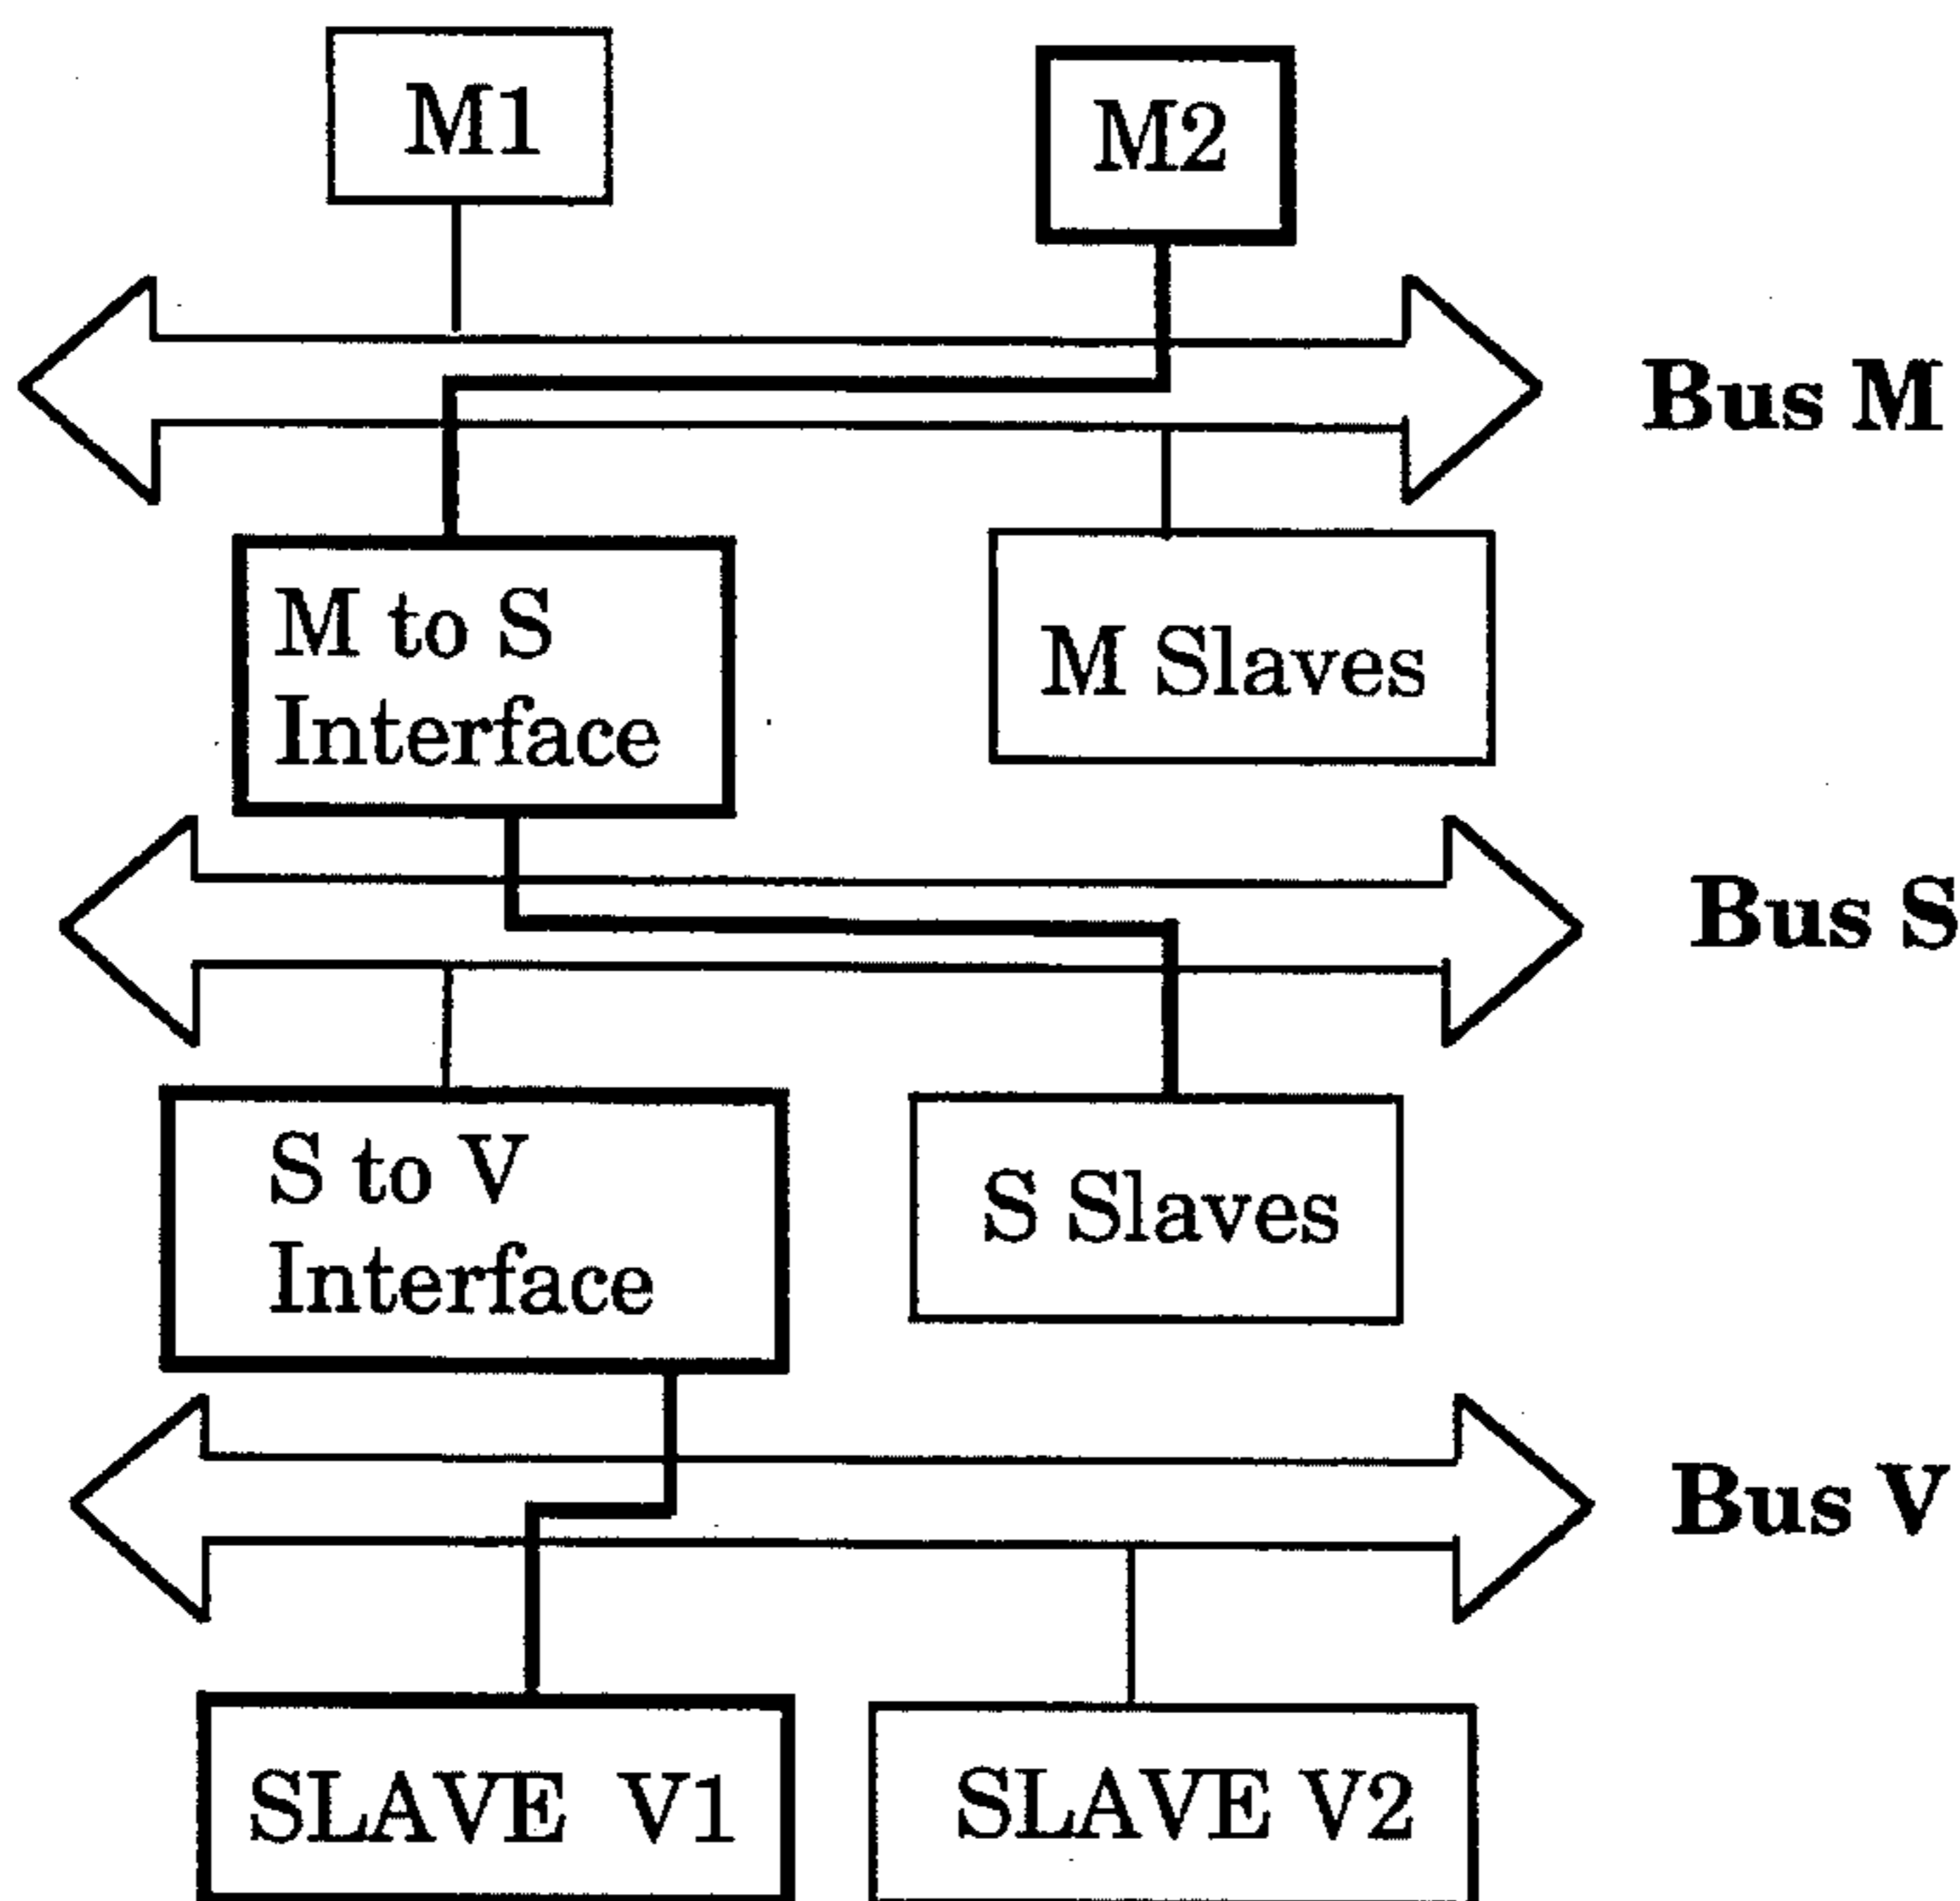 M1
M2
Bus M
M to S
Interface
M Slaves
Bus S
S to V
Interface
S Slaves
Bus V
SLAVE V1
SLAVE V2